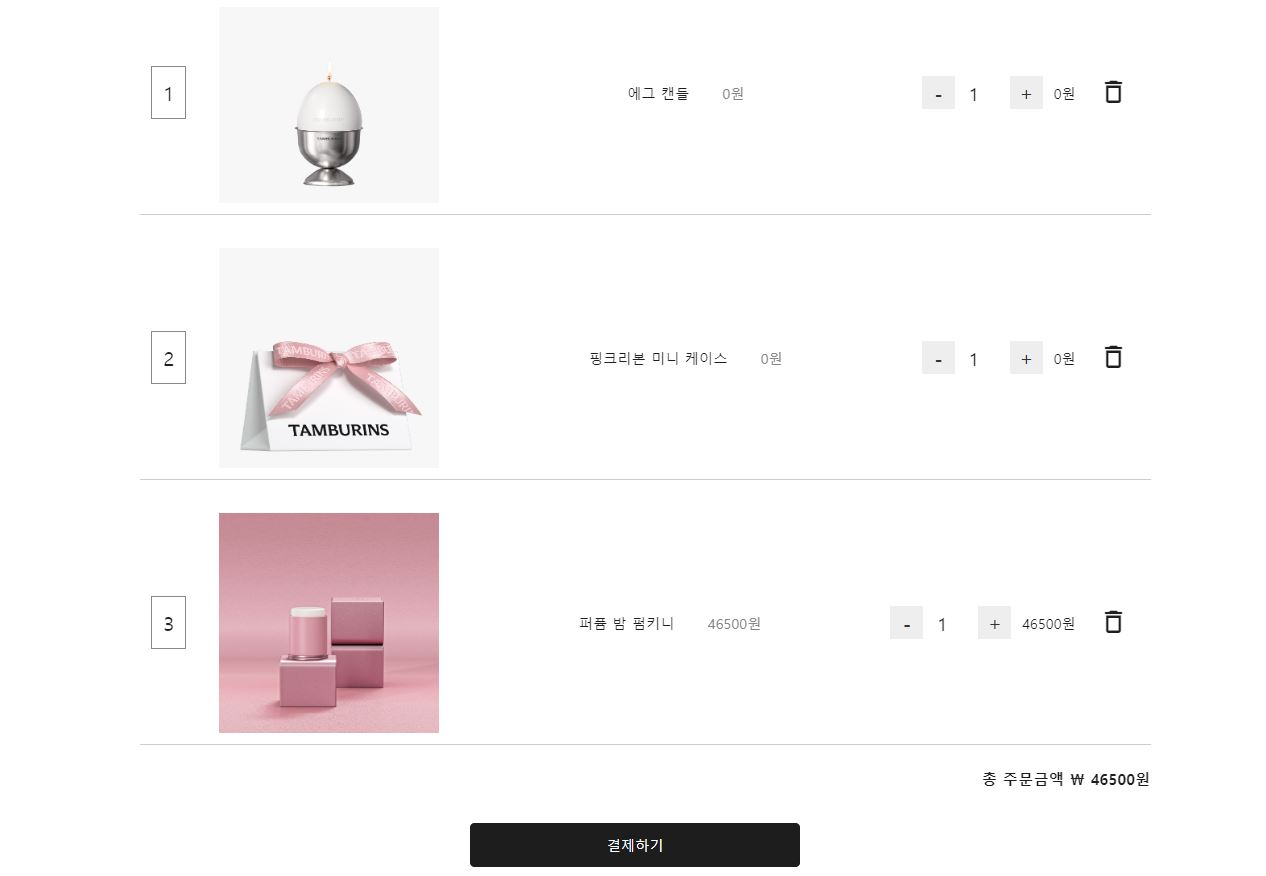 1
에그 캔들 0원 - 1 + 0원
2
TAMBURINS
핑크리본 미니 케이스 0원 - 1 + 0원
3
퍼퓸 밤 펌키니 46500원 - 1 + 46500원
총 주문금액 ₩ 46500원
결제하기